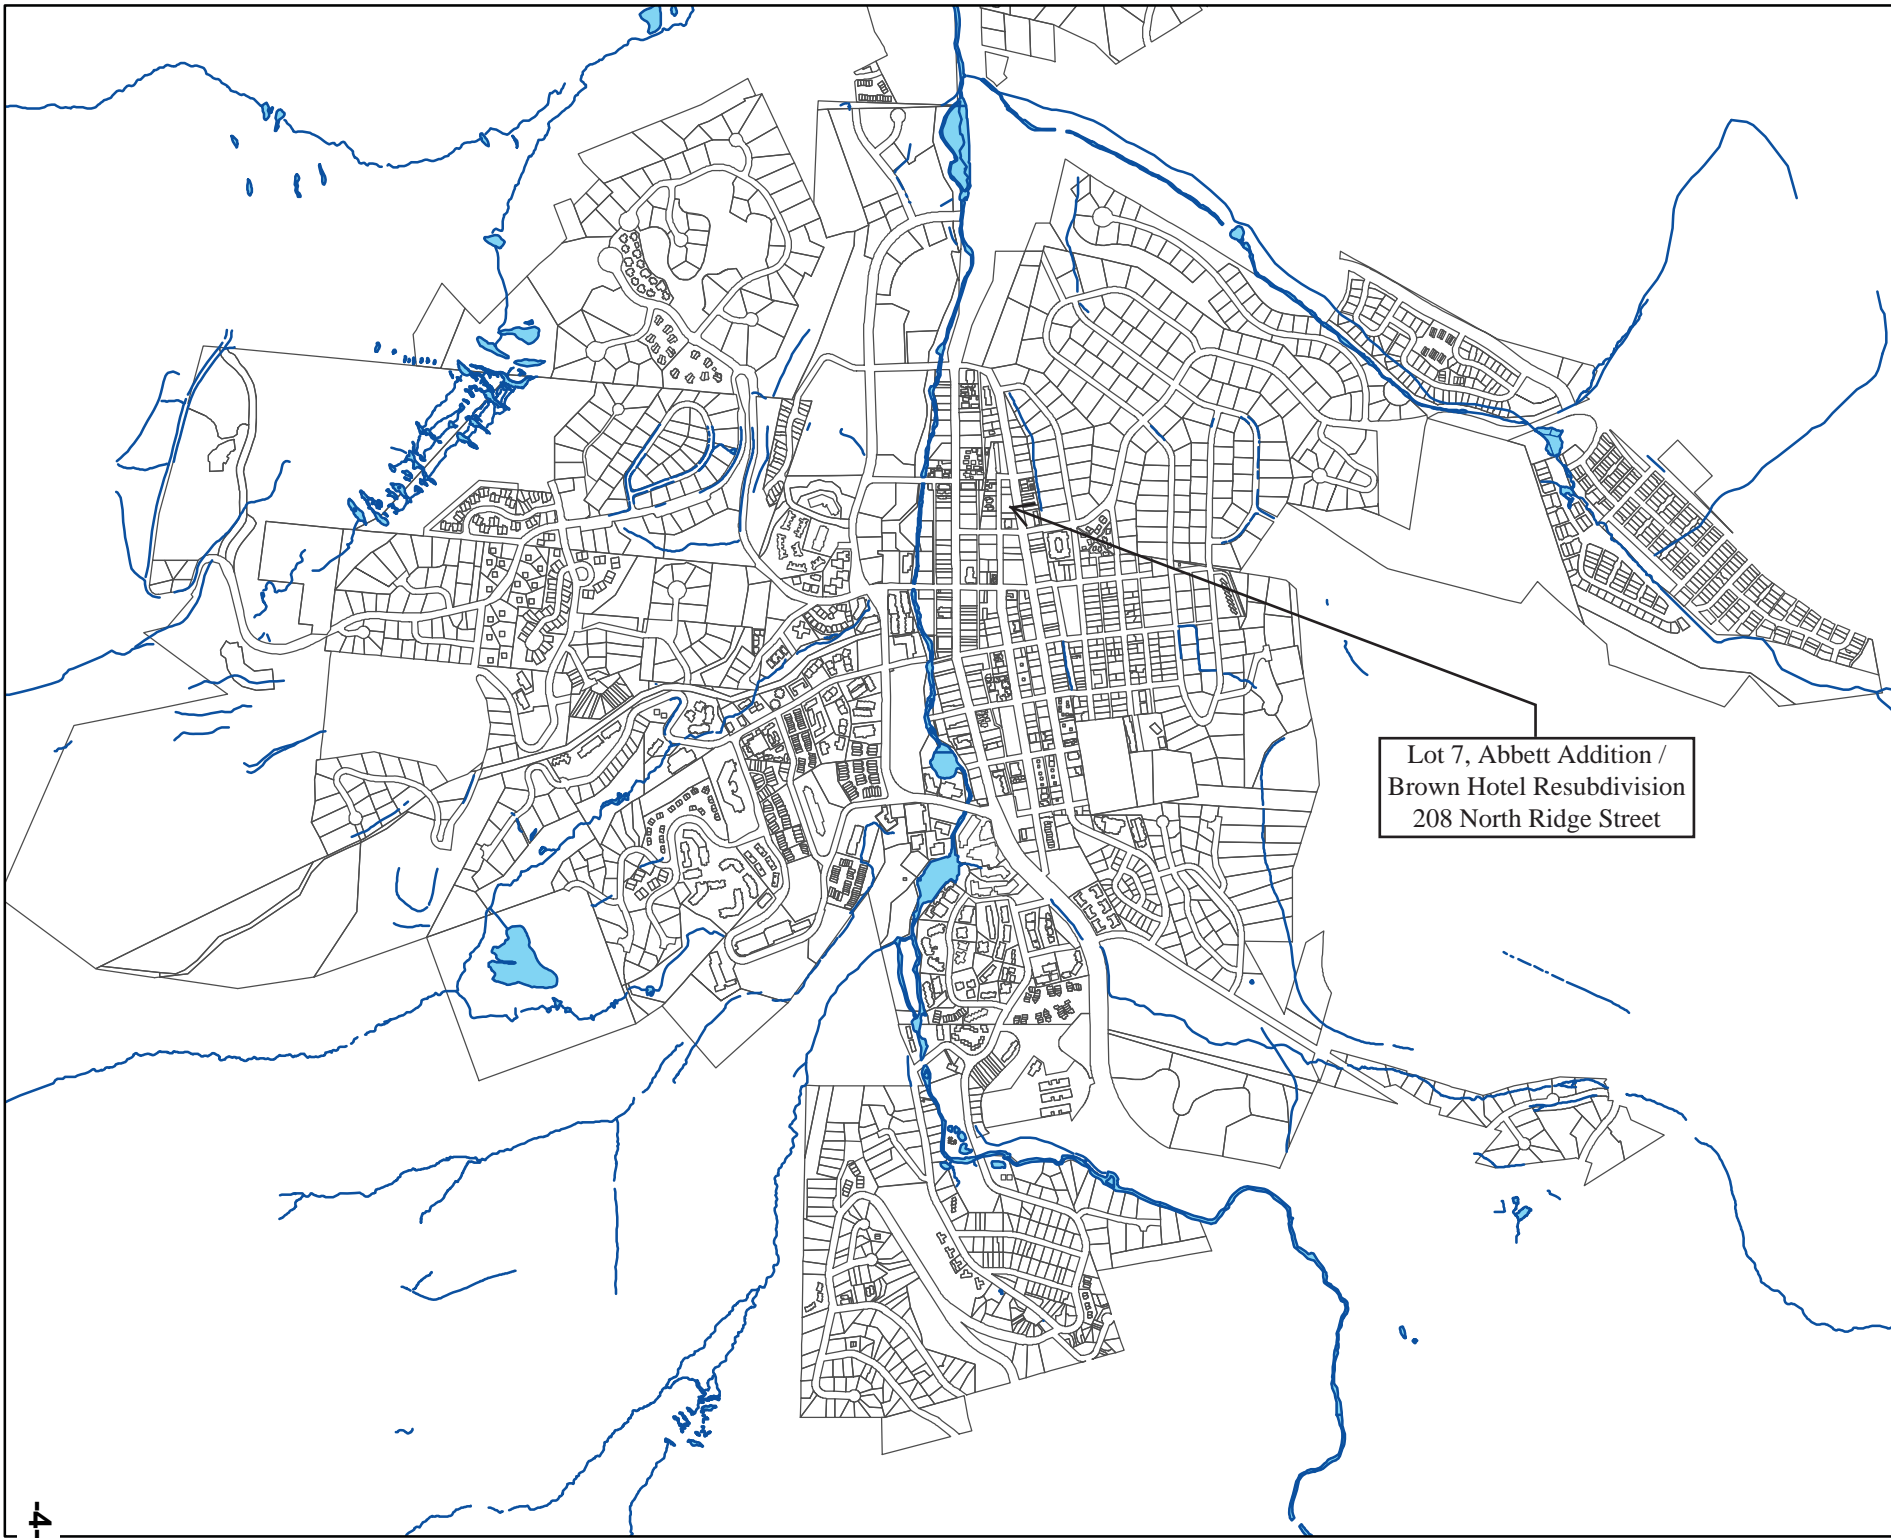 Lot 7, Abbett Addition /
Brown Hotel Resubdivision
208 North Ridge Street
-4-